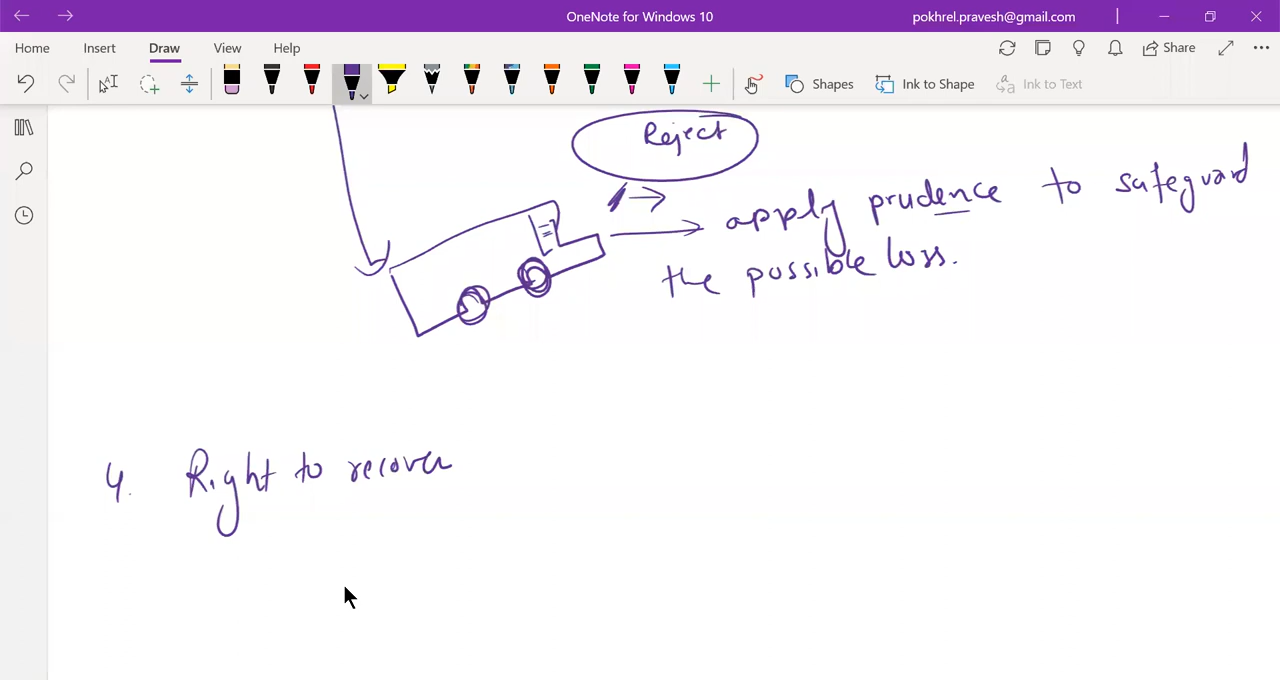 OneNote for Windows 10
pokhrel.pravesh@gmail.com
Home Insert Draw View Help
Share
Shapes
Ink to Shape
Ink to Text
Reject
apply prudence to safeguard
the possible loss.
4. Right to recover